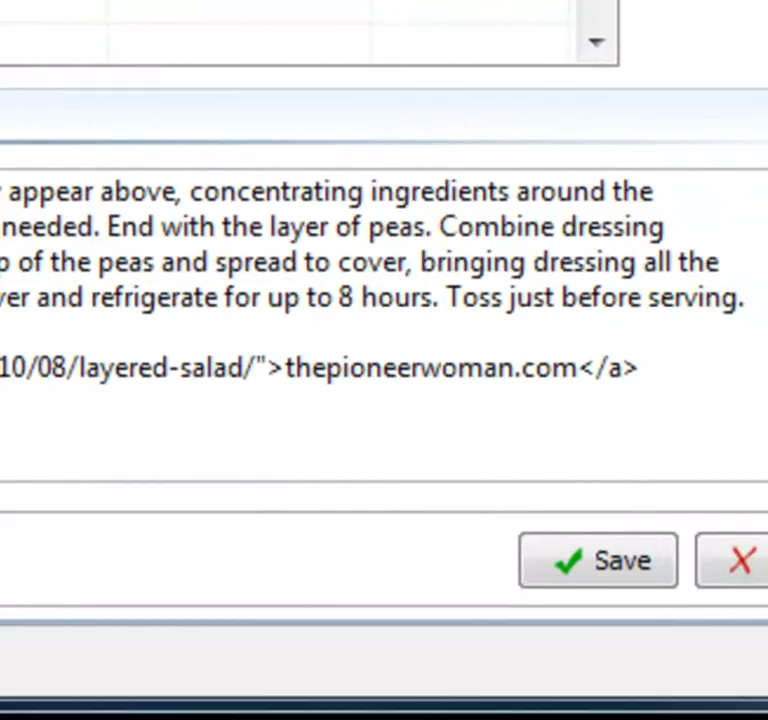 appear above, concentrating ingredients around the
needed. End with the layer of peas. Combine dressing
of the peas and spread to cover, bringing dressing all the
and refrigerate for up to 8 hours. Toss just before serving.
10/08/layered-salad/">thepioneerwoman.com</a>
Save